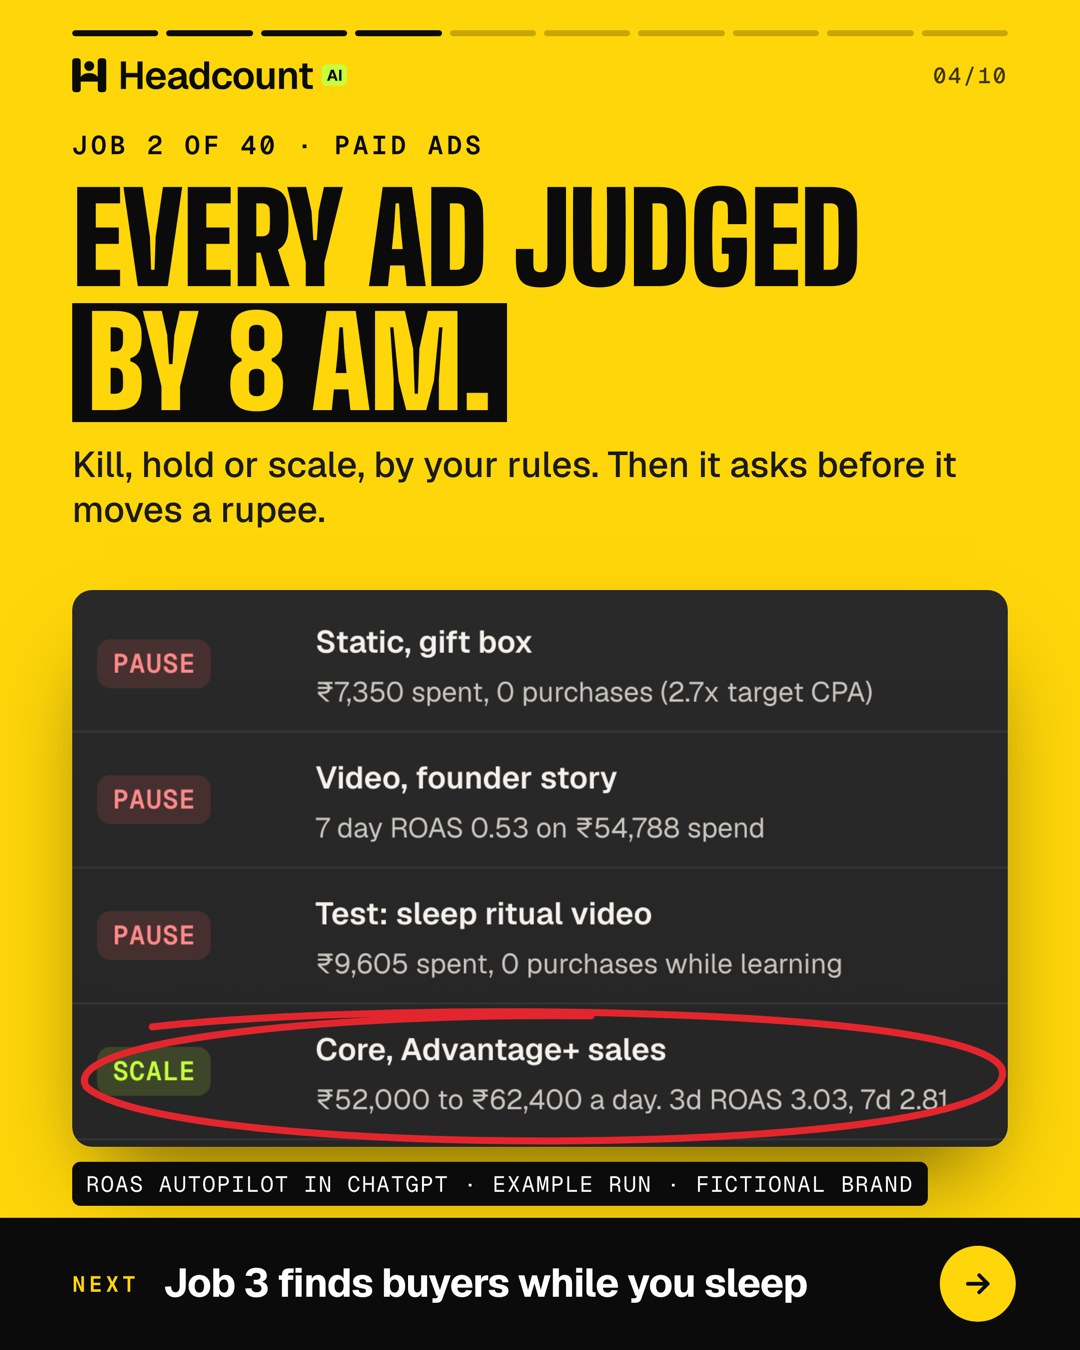 Headcount AI
04/10
JOB 2 OF 40 · PAID ADS
EVERY AD JUDGED
BY 8 AM.
Kill, hold or scale, by your rules. Then it asks before it
moves a rupee.
PAUSE
Static, gift box
₹7,350 spent, 0 purchases (2.7x target CPA)
PAUSE
Video, founder story
7 day ROAS 0.53 on ₹54,788 spend
PAUSE
Test: sleep ritual video
₹9,605 spent, 0 purchases while learning
SCALE
Core, Advantage+ sales
₹52,000 to ₹62,400 a day. 3d ROAS 3.03, 7d 2.81
ROAS AUTOPILOT IN CHATGPT · EXAMPLE RUN · FICTIONAL BRAND
NEXT Job 3 finds buyers while you sleep